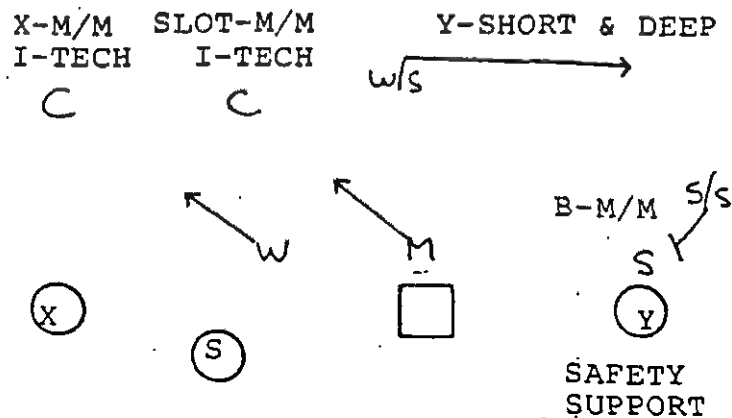 X-M/M SLOT-M/M Y-SHORT & DEEP
I-TECH I-TECH
W/S
C C
B-M/M S/S
W M S
X S Y
SAFETY
SUPPORT